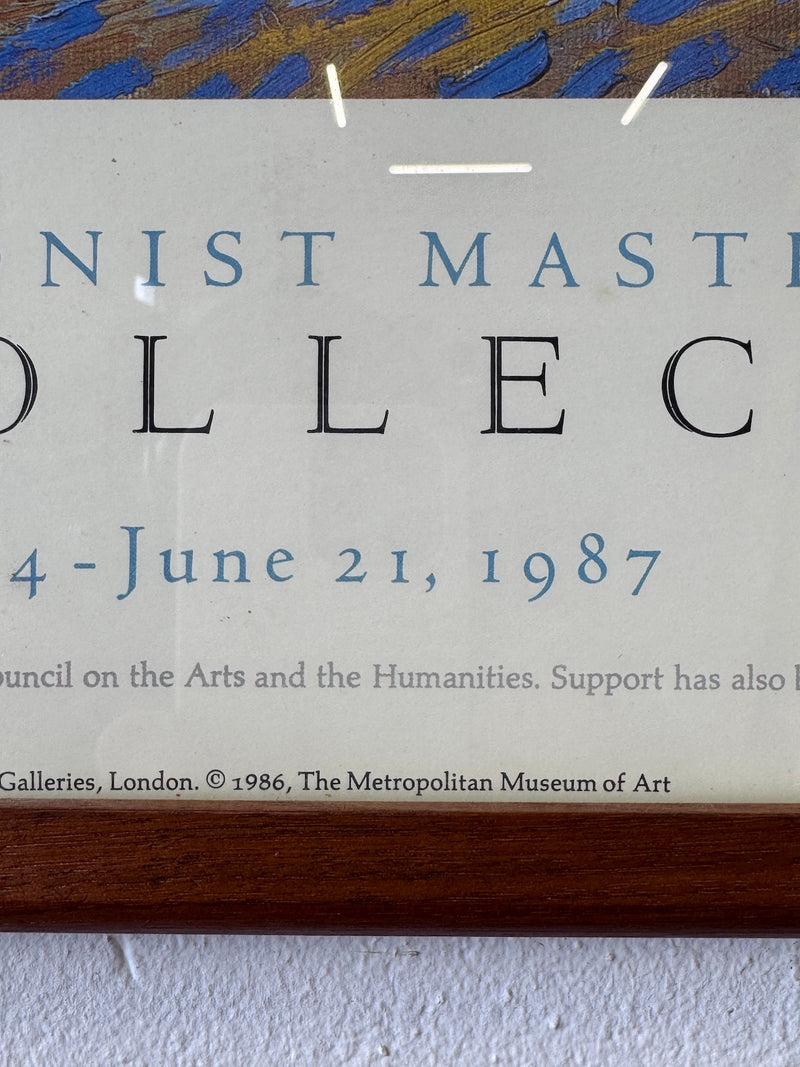 ONIST MASTE
OLLEC
4 - June 21, 1987
ouncil on the Arts and the Humanities. Support has also
Galleries, London. © 1986, The Metropolitan Museum of Art